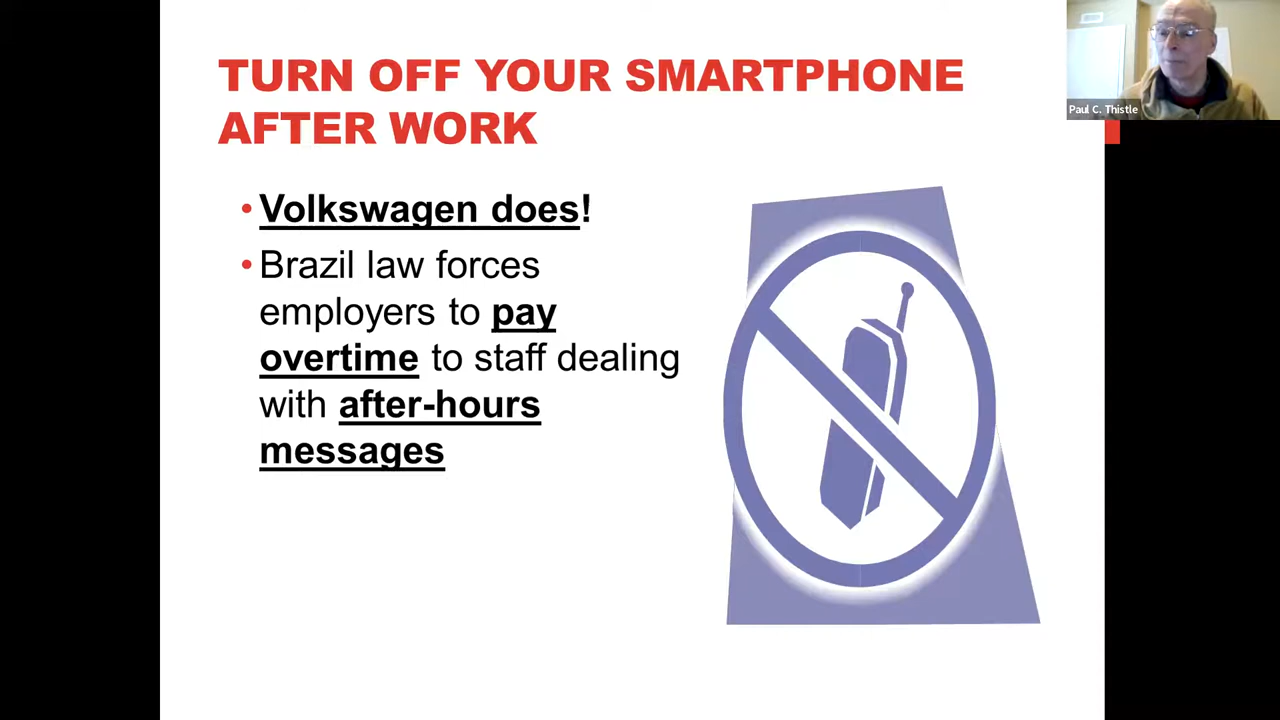 TURN OFF YOUR SMARTPHONE
AFTER WORK
• Volkswagen does!
• Brazil law forces
employers to pay
overtime to staff dealing
with after-hours
messages
Paul C. Thistle